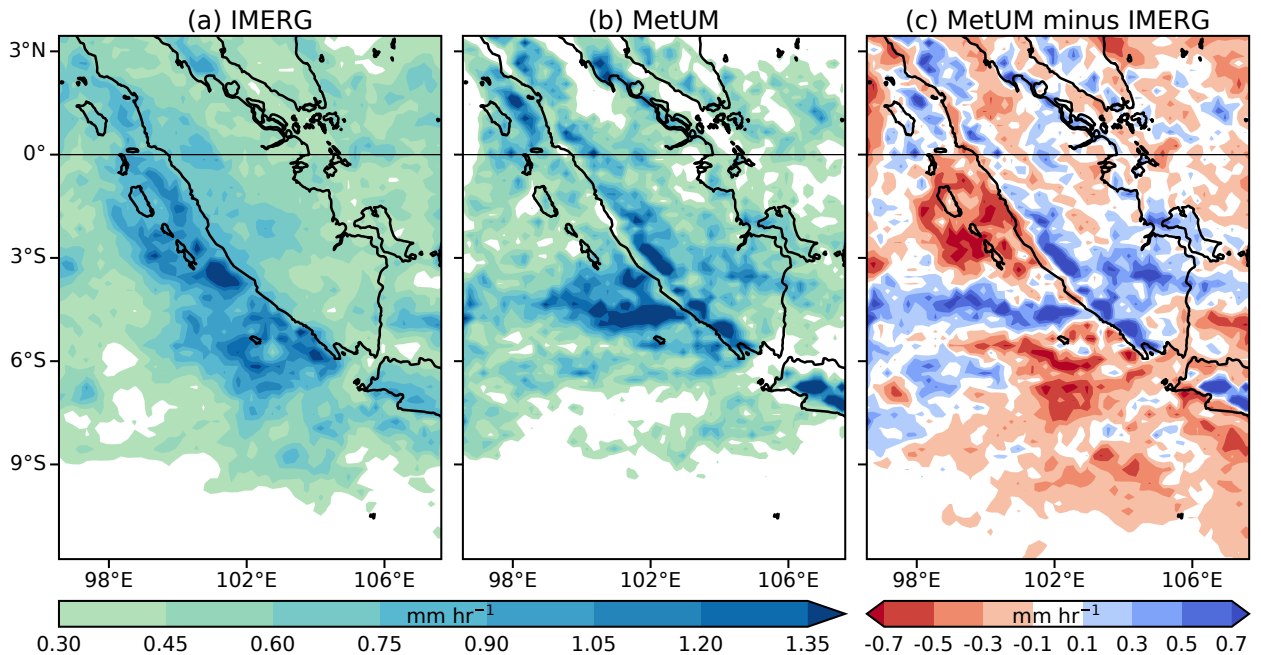 (a) IMERG
(b) MetUM
(c) MetUM minus IMERG
3°N
0°
3°S
6°S
9°S
98°E 102°E 106°E
98°E 102°E 106°E
98°E 102°E 106°E
mm hr⁻¹
0.30 0.45 0.60 0.75 0.90 1.05 1.20 1.35
mm hr⁻¹
-0.7 -0.5 -0.3 -0.1 0.1 0.3 0.5 0.7